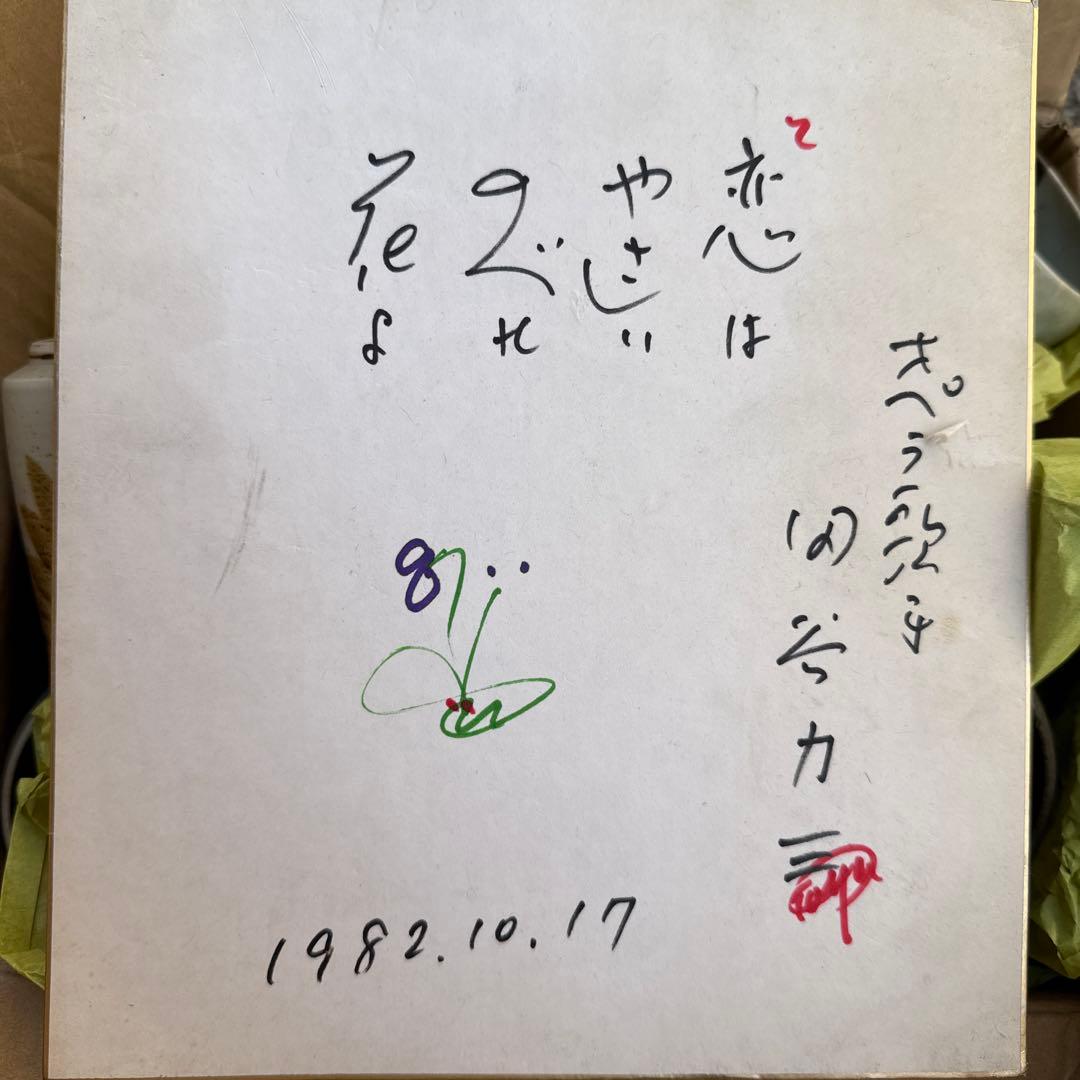 オペラ歌手
田谷力三
恋は
やさし
い
のべ
れ
花よ
1982.10.17